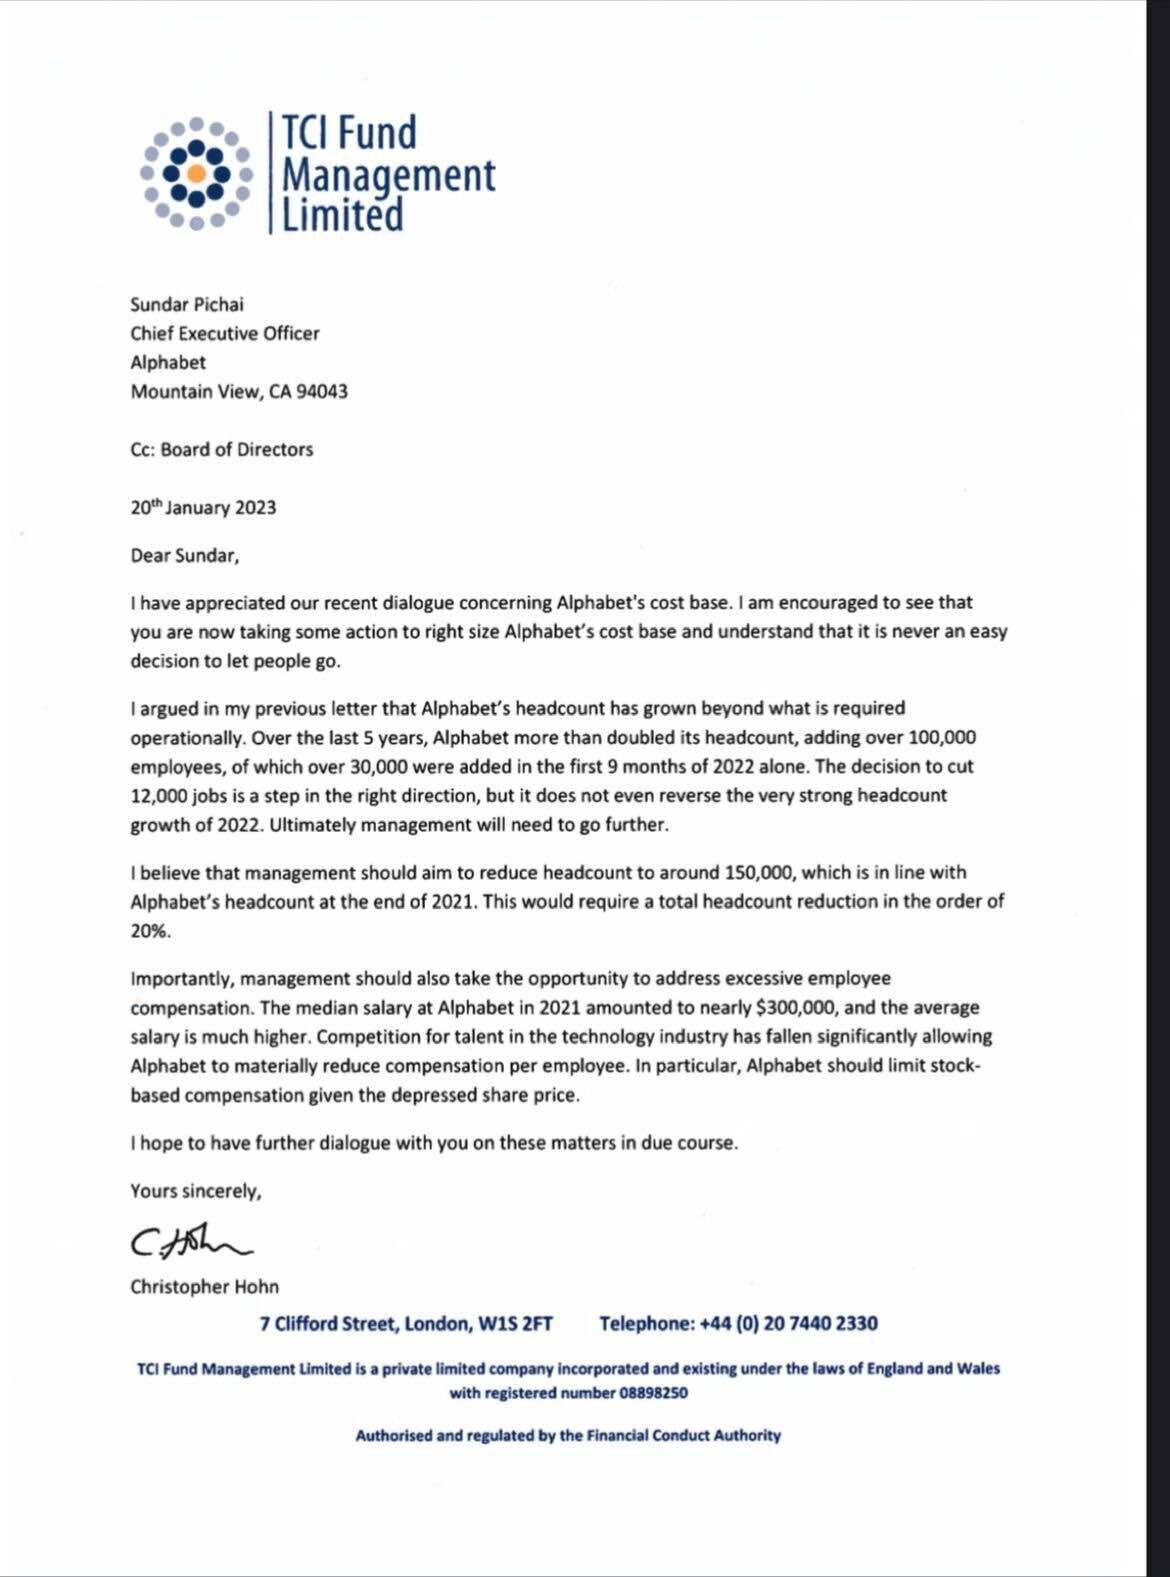 TCI Fund
Management
Limited
Sundar Pichai
Chief Executive Officer
Alphabet
Mountain View, CA 94043
Cc: Board of Directors
20th January 2023
Dear Sundar,
I have appreciated our recent dialogue concerning Alphabet's cost base. I am encouraged to see that
you are now taking some action to right size Alphabet’s cost base and understand that it is never an easy
decision to let people go.
I argued in my previous letter that Alphabet’s headcount has grown beyond what is required
operationally. Over the last 5 years, Alphabet more than doubled its headcount, adding over 100,000
employees, of which over 30,000 were added in the first 9 months of 2022 alone. The decision to cut
12,000 jobs is a step in the right direction, but it does not even reverse the very strong headcount
growth of 2022. Ultimately management will need to go further.
I believe that management should aim to reduce headcount to around 150,000, which is in line with
Alphabet’s headcount at the end of 2021. This would require a total headcount reduction in the order of
20%.
Importantly, management should also take the opportunity to address excessive employee
compensation. The median salary at Alphabet in 2021 amounted to nearly $300,000, and the average
salary is much higher. Competition for talent in the technology industry has fallen significantly allowing
Alphabet to materially reduce compensation per employee. In particular, Alphabet should limit stock-
based compensation given the depressed share price.
I hope to have further dialogue with you on these matters in due course.
Yours sincerely,
C. Hohn
Christopher Hohn
7 Clifford Street, London, W1S 2FT Telephone: +44 (0) 20 7440 2330
TCI Fund Management Limited is a private limited company incorporated and existing under the laws of England and Wales
with registered number 08898250
Authorised and regulated by the Financial Conduct Authority